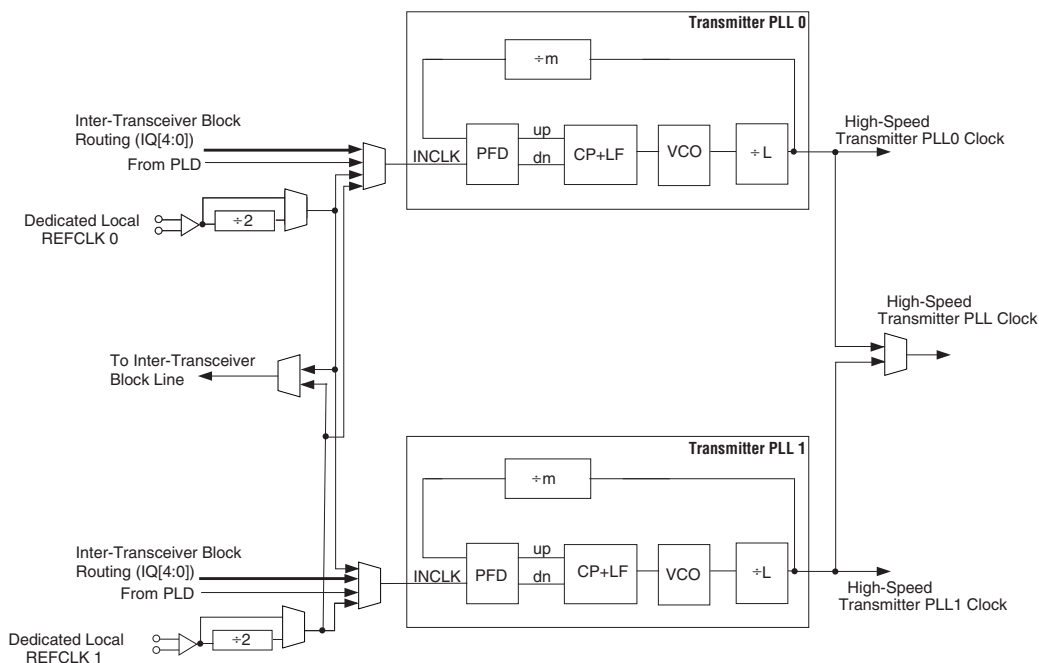 Transmitter PLL 0
÷m
Inter-Transceiver Block
Routing (IQ[4:0])
From PLD
INCLK
PFD
up
dn
CP+LF
VCO
÷L
High-Speed
Transmitter PLL0 Clock
Dedicated Local
REFCLK 0
÷2
High-Speed
Transmitter PLL Clock
To Inter-Transceiver
Block Line
Transmitter PLL 1
÷m
Inter-Transceiver Block
Routing (IQ[4:0])
From PLD
INCLK
PFD
up
dn
CP+LF
VCO
÷L
High-Speed
Transmitter PLL1 Clock
Dedicated Local
REFCLK 1
÷2